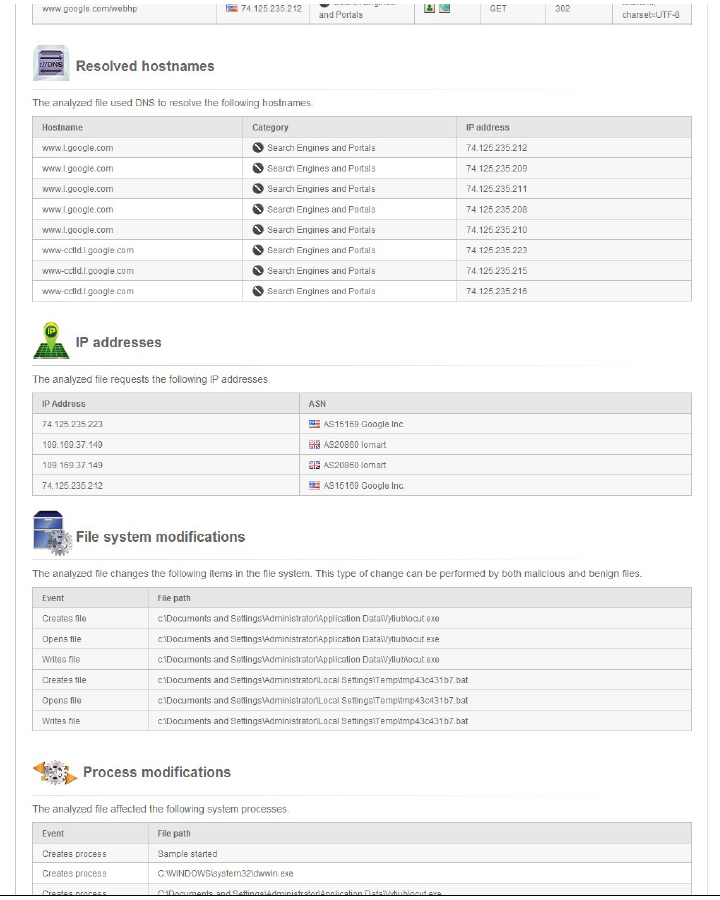 www.google.com/webhp 74.125.235.212 Search Engines and Portals GET 302 charset=UTF-8
Resolved hostnames
The analyzed file used DNS to resolve the following hostnames.
Hostname Category IP address
www.l.google.com Search Engines and Portals 74.125.235.212
www.l.google.com Search Engines and Portals 74.125.235.209
www.l.google.com Search Engines and Portals 74.125.235.211
www.l.google.com Search Engines and Portals 74.125.235.208
www.l.google.com Search Engines and Portals 74.125.235.210
www-cctld.l.google.com Search Engines and Portals 74.125.235.223
www-cctld.l.google.com Search Engines and Portals 74.125.235.215
www-cctld.l.google.com Search Engines and Portals 74.125.235.216
IP addresses
The analyzed file requests the following IP addresses.
IP Address ASN
74.125.235.223 AS15169 Google Inc.
109.169.37.149 AS20860 Iomart
109.169.37.149 AS20860 Iomart
74.125.235.212 AS15169 Google Inc.
File system modifications
The analyzed file changes the following items in the file system. This type of change can be performed by both malicious and benign files.
Event File path
Creates file c:\Documents and Settings\Administrator\Application Data\Vytiub\ocut.exe
Opens file c:\Documents and Settings\Administrator\Application Data\Vytiub\ocut.exe
Writes file c:\Documents and Settings\Administrator\Application Data\Vytiub\ocut.exe
Creates file c:\Documents and Settings\Administrator\Local Settings\Temp\tmp43c431b7.bat
Opens file c:\Documents and Settings\Administrator\Local Settings\Temp\tmp43c431b7.bat
Writes file c:\Documents and Settings\Administrator\Local Settings\Temp\tmp43c431b7.bat
Process modifications
The analyzed file affected the following system processes.
Event File path
Creates process Sample started
Creates process C:\WINDOWS\system32\dwwin.exe
Creates process C:\Documents and Settings\Administrator\Application Data\Vytiub\ocut.exe